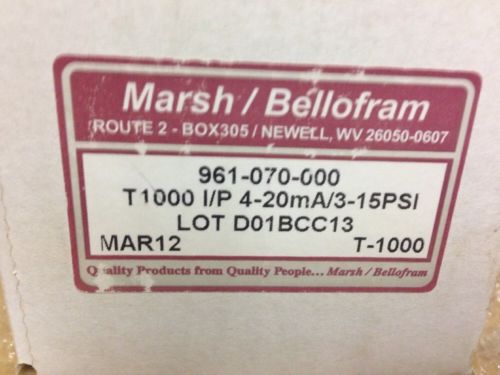 Marsh / Bellofram
ROUTE 2 - BOX305 / NEWELL, WV 26050-0607
961-070-000
T1000 I/P 4-20mA/3-15PSI
LOT D01BCC13
MAR12 T-1000
Quality Products from Quality People... Marsh / Bellofram